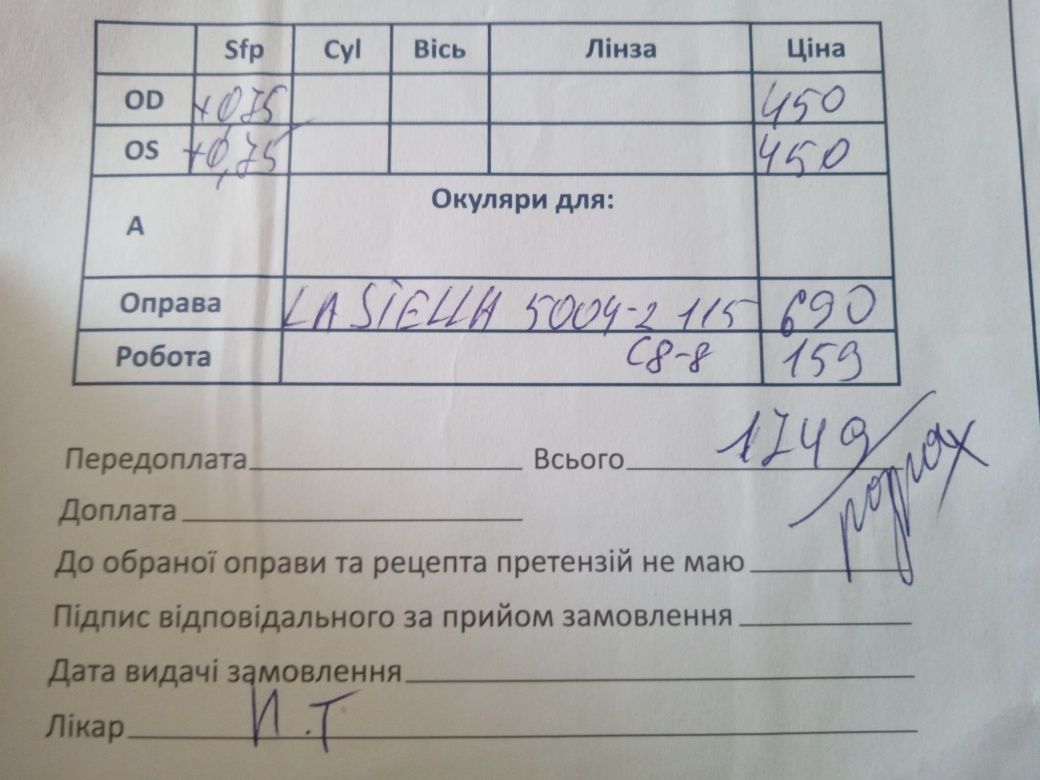 Sfp Cyl Вісь Лінза Ціна
OD +0,75 450
OS +0,75 450
A Окуляри для:
Оправа LA STELLA 5004-2 115 690
Робота C8-8 159
Передоплата Всього 1749
Доплата
До обраної оправи та рецепта претензій не маю
Підпис відповідального за прийом замовлення
Дата видачі замовлення
Лікар И.Т